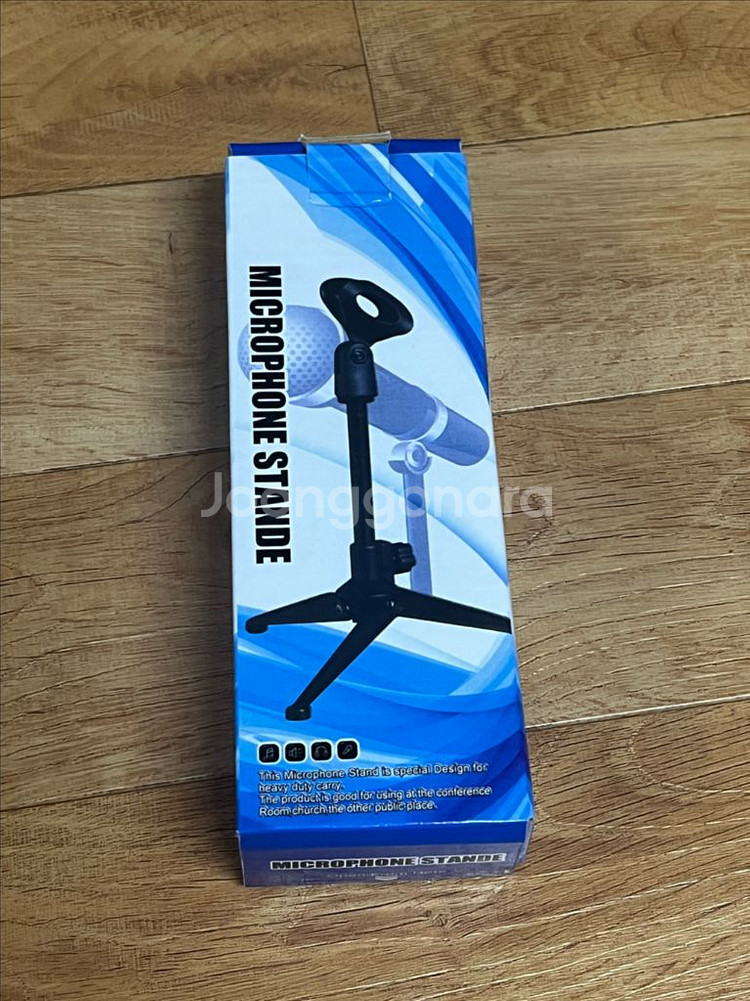 MICROPHONE STANDE
Joonggonara
This Microphone Stand is special Design for
heavy duty carry.
The product is good for using at the conference
Room church the other public place.
MICROPHONE STANDE